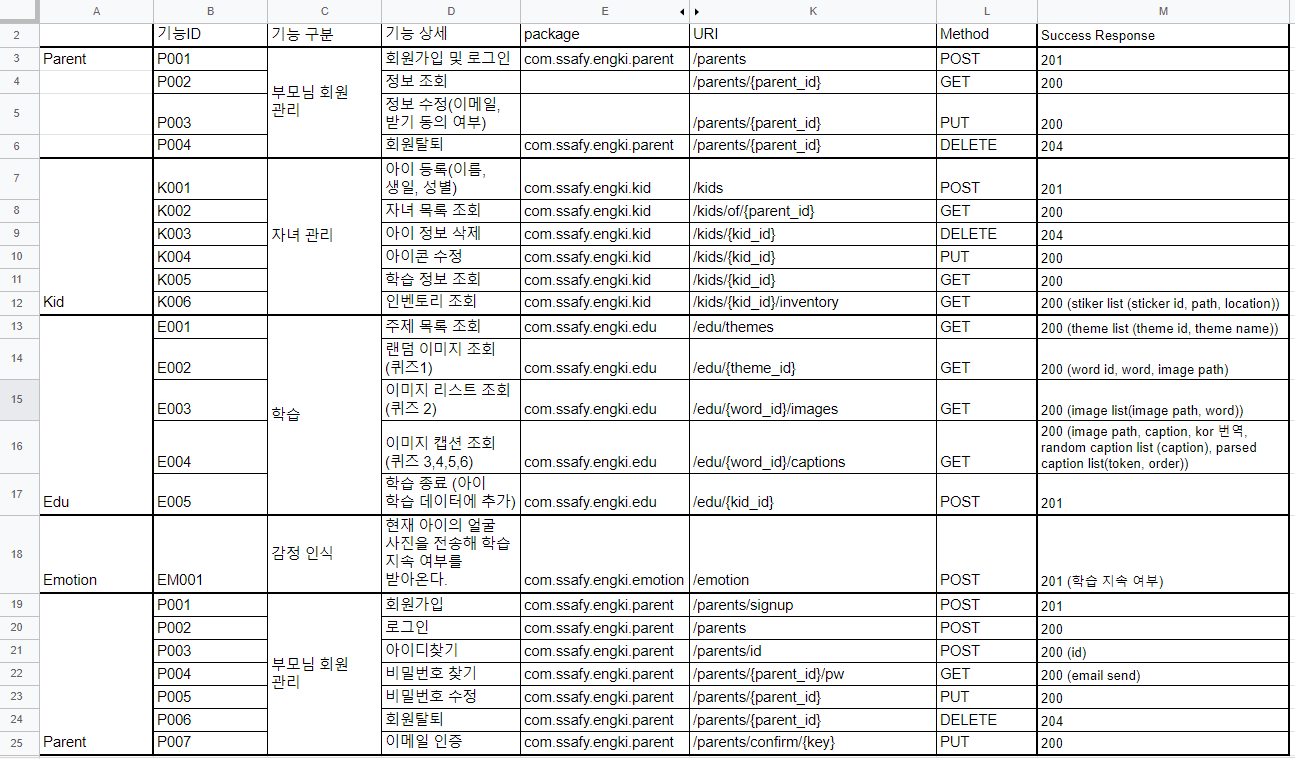 A B C D E K L M
2 기능ID 기능 구분 기능 상세 package URI Method Success Response
3 Parent P001 회원가입 및 로그인 com.ssafy.engki.parent /parents POST 201
4 P002 정보 조회 /parents/{parent_id} GET 200
부모님 회원
관리
정보 수정(이메일,
5 P003 받기 동의 여부) /parents/{parent_id} PUT 200
6 P004 회원탈퇴 com.ssafy.engki.parent /parents/{parent_id} DELETE 204
아이 등록(이름,
7 K001 생일, 성별) com.ssafy.engki.kid /kids POST 201
8 K002 자녀 목록 조회 com.ssafy.engki.kid /kids/of/{parent_id} GET 200
9 K003 자녀 관리 아이 정보 삭제 com.ssafy.engki.kid /kids/{kid_id} DELETE 204
10 K004 아이콘 수정 com.ssafy.engki.kid /kids/{kid_id} PUT 200
11 K005 학습 정보 조회 com.ssafy.engki.kid /kids/{kid_id} GET 200
12 Kid K006 인벤토리 조회 com.ssafy.engki.kid /kids/{kid_id}/inventory GET 200 (stiker list (sticker id, path, location))
13 E001 주제 목록 조회 com.ssafy.engki.edu /edu/themes GET 200 (theme list (theme id, theme name))
랜덤 이미지 조회
14 E002 (퀴즈1) com.ssafy.engki.edu /edu/{theme_id} GET 200 (word id, word, image path)
이미지 리스트 조회
15 E003 학습 (퀴즈 2) com.ssafy.engki.edu /edu/{word_id}/images GET 200 (image list(image path, word))
200 (image path, caption, kor 번역,
이미지 캡션 조회 random caption list (caption), parsed
16 E004 (퀴즈 3,4,5,6) com.ssafy.engki.edu /edu/{word_id}/captions GET caption list(token, order))
학습 종료 (아이
17 Edu E005 학습 데이터에 추가) com.ssafy.engki.edu /edu/{kid_id} POST 201
현재 아이의 얼굴
사진을 전송해 학습
감정 인식
지속 여부를
18 Emotion EM001 받아온다. com.ssafy.engki.emotion /emotion POST 201 (학습 지속 여부)
19 P001 회원가입 com.ssafy.engki.parent /parents/signup POST 201
20 P002 로그인 com.ssafy.engki.parent /parents POST 200
21 P003 아이디찾기 com.ssafy.engki.parent /parents/id POST 200 (id)
부모님 회원
관리
22 P004 비밀번호 찾기 com.ssafy.engki.parent /parents/{parent_id}/pw GET 200 (email send)
23 P005 비밀번호 수정 com.ssafy.engki.parent /parents/{parent_id} PUT 200
24 P006 회원탈퇴 com.ssafy.engki.parent /parents/{parent_id} DELETE 204
25 Parent P007 이메일 인증 com.ssafy.engki.parent /parents/confirm/{key} PUT 200